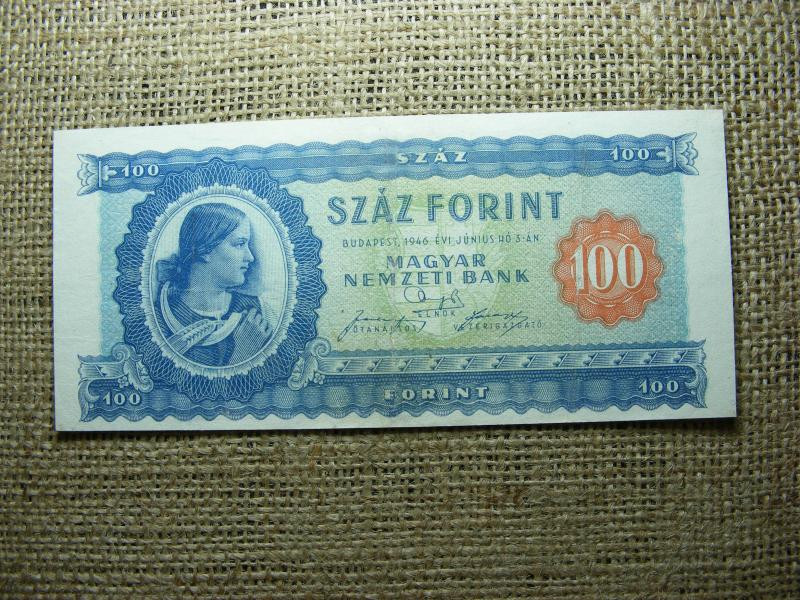 100 SZÁZ 100
SZÁZ FORINT
BUDAPEST, 1946. ÉVI JÚNIUS HÓ 3-ÁN
MAGYAR
NEMZETI BANK
100
ELNÖK
FŐTANÁCSOS VEZÉRIGAZGATÓ
100 FORINT 100